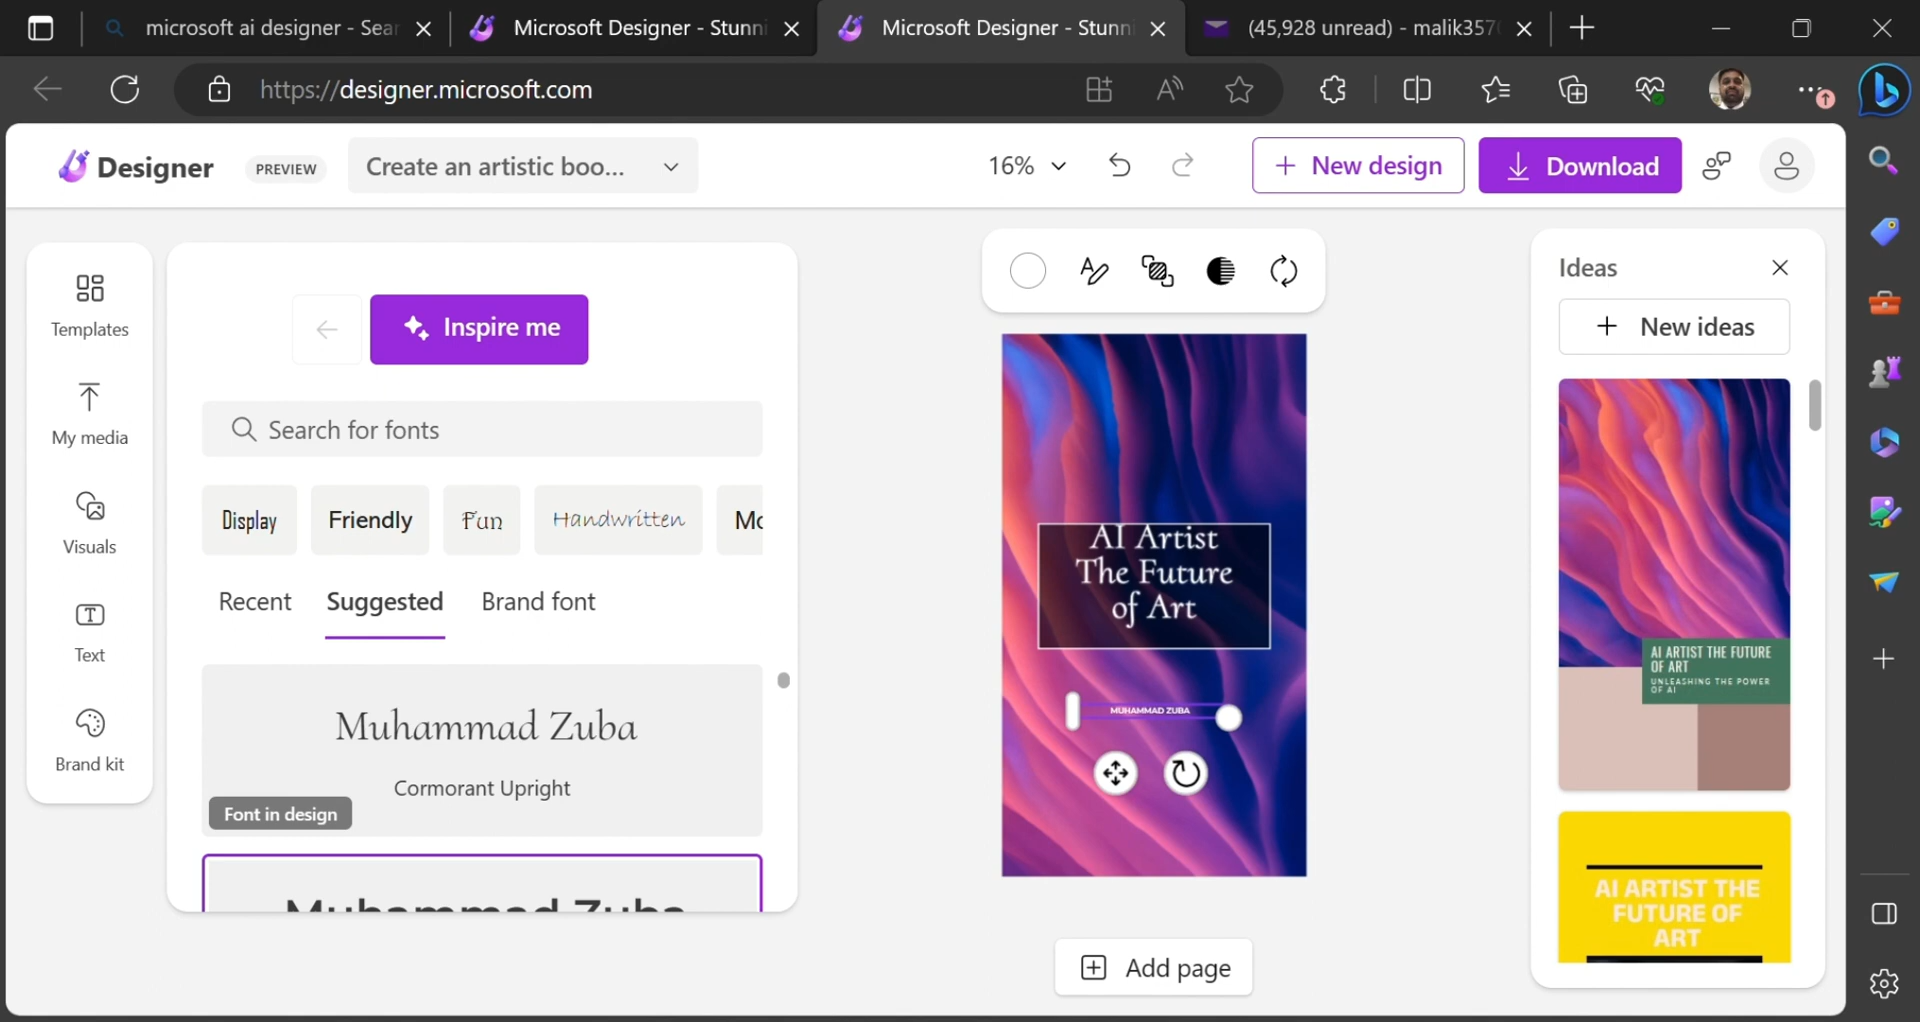 microsoft ai designer - Sear
Microsoft Designer - Stunni
Microsoft Designer - Stunn
(45,928 unread) - malik357
https://designer.microsoft.com
Designer
PREVIEW
Create an artistic boo...
16%
New design
Download
Templates
My media
Visuals
Text
Brand kit
Inspire me
Search for fonts
Display
Friendly
Fun
Handwritten
Mo
Recent
Suggested
Brand font
Muhammad Zuba
Cormorant Upright
Font in design
Muhammad Zuba
AI Artist
The Future
of Art
MUHAMMAD ZUBA
Add page
Ideas
New ideas
AI ARTIST THE FUTURE
OF ART
UNLEASHING THE POWER
OF AI
AI ARTIST THE
FUTURE OF
ART